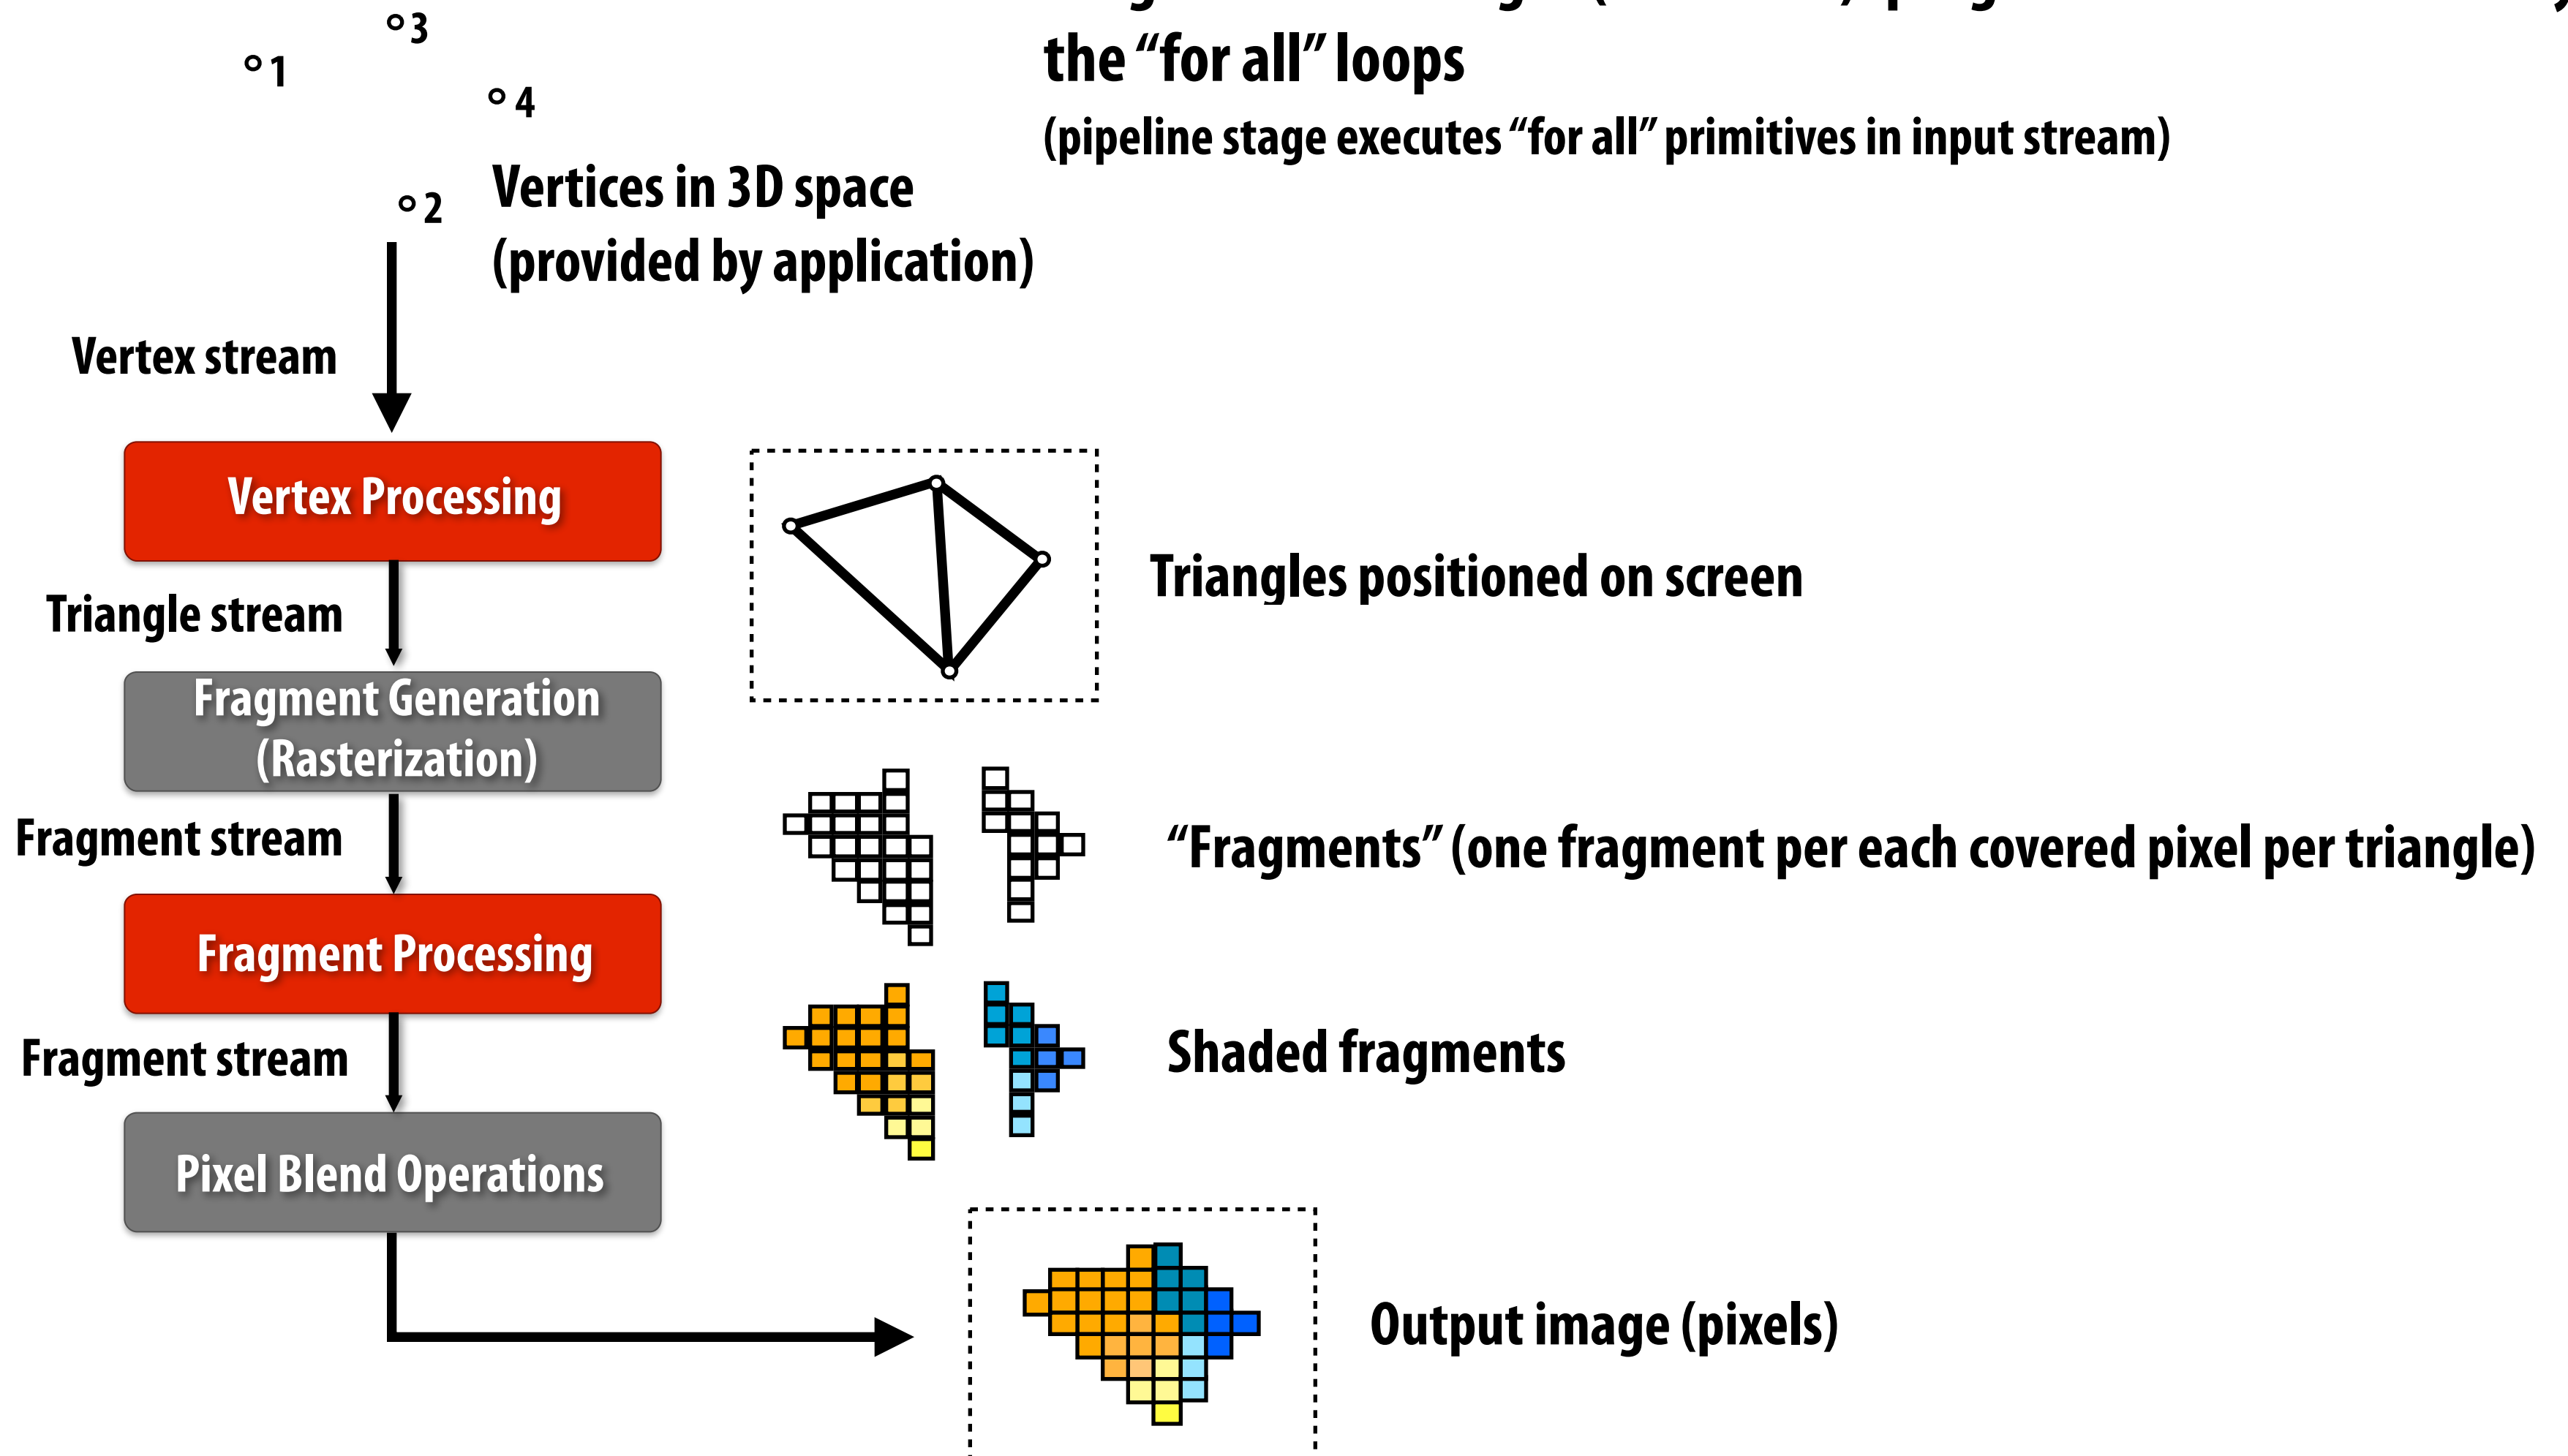 the “for all” loops
(pipeline stage executes “for all” primitives in input stream)
3
1
4
2
Vertices in 3D space
(provided by application)
Vertex stream
Vertex Processing
Triangles positioned on screen
Triangle stream
Fragment Generation
(Rasterization)
Fragment stream
“Fragments” (one fragment per each covered pixel per triangle)
Fragment Processing
Shaded fragments
Fragment stream
Pixel Blend Operations
Output image (pixels)